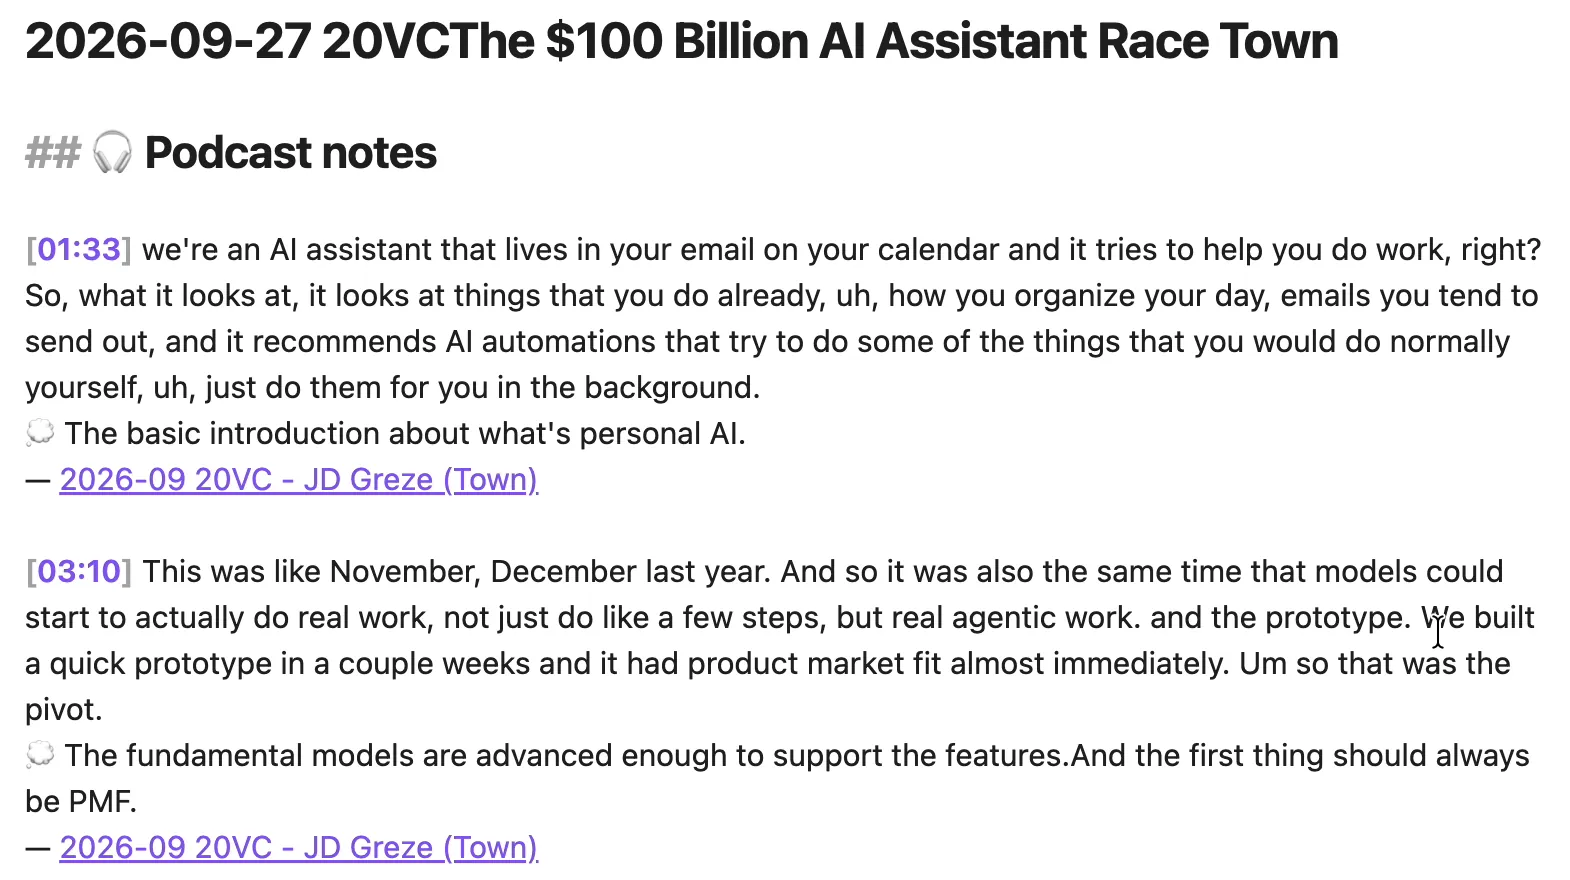 2026-09-27 20VCThe $100 Billion AI Assistant Race Town
## 🎧 Podcast notes
[01:33] we're an AI assistant that lives in your email on your calendar and it tries to help you do work, right?
So, what it looks at, it looks at things that you do already, uh, how you organize your day, emails you tend to
send out, and it recommends AI automations that try to do some of the things that you would do normally
yourself, uh, just do them for you in the background.
💭 The basic introduction about what's personal AI.
— 2026-09 20VC - JD Greze (Town)
[03:10] This was like November, December last year. And so it was also the same time that models could
start to actually do real work, not just do like a few steps, but real agentic work. and the prototype. We built
a quick prototype in a couple weeks and it had product market fit almost immediately. Um so that was the
pivot.
💭 The fundamental models are advanced enough to support the features.And the first thing should always
be PMF.
— 2026-09 20VC - JD Greze (Town)